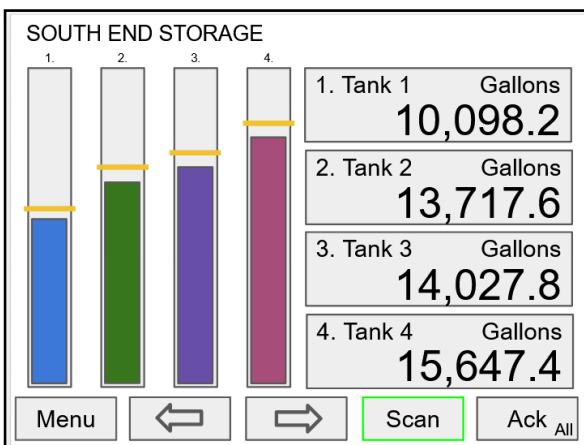 SOUTH END STORAGE
1. 2. 3. 4.
1. Tank 1 Gallons
10,098.2
2. Tank 2 Gallons
13,717.6
3. Tank 3 Gallons
14,027.8
4. Tank 4 Gallons
15,647.4
Menu Scan Ack All